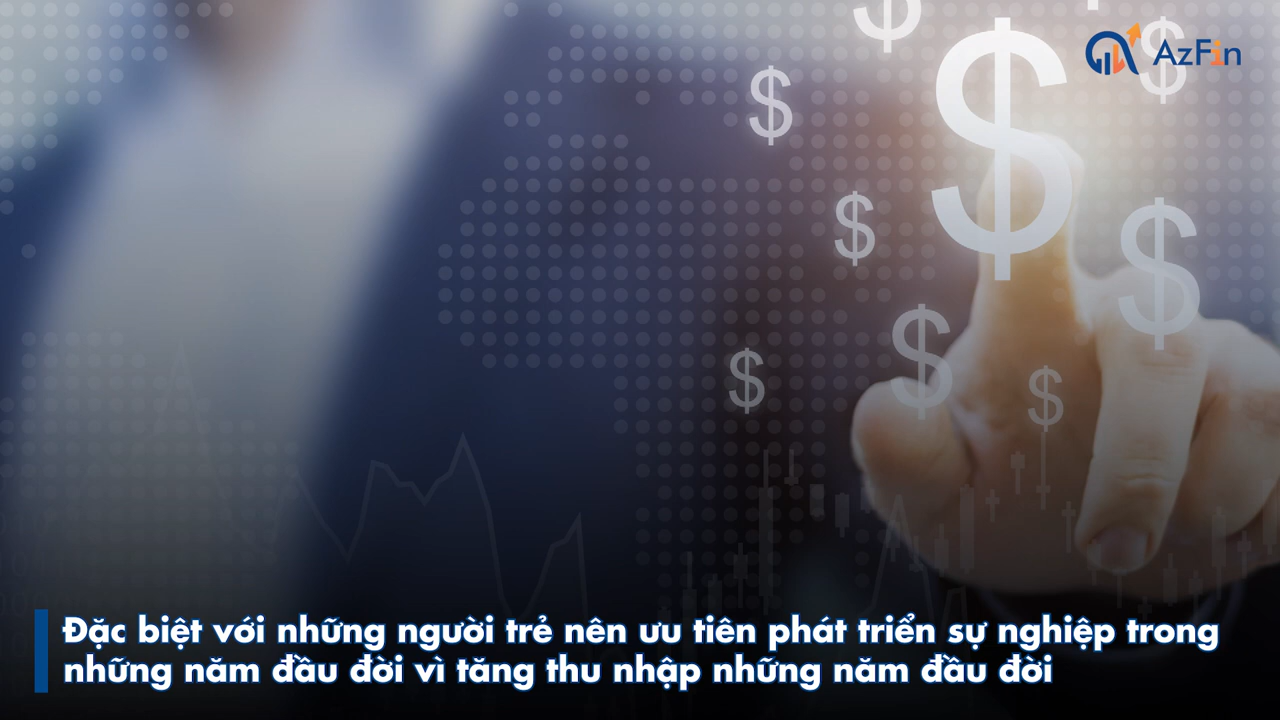 $
$
$
$
$
$
$
$
AzFin
Đặc biệt với những người trẻ nên ưu tiên phát triển sự nghiệp trong
những năm đầu đời vì tăng thu nhập những năm đầu đời